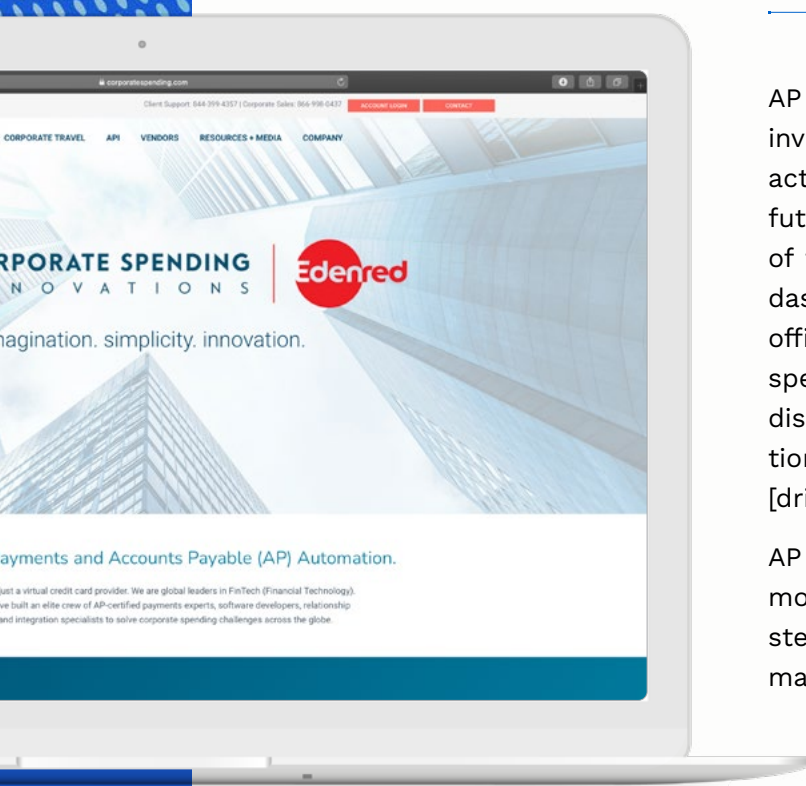 corporatespending.com
Client Support: 844-399-4357 | Corporate Sales: 866-998-0437 ACCOUNT LOGIN CONTACT
CORPORATE TRAVEL API VENDORS RESOURCES + MEDIA COMPANY
RPORATE SPENDING
NOVATIONS
Edenred
agination. simplicity. innovation.
ayments and Accounts Payable (AP) Automation.
just a virtual credit card provider. We are global leaders in FinTech (Financial Technology).
ve built an elite crew of AP-certified payments experts, software developers, relationship
and integration specialists to solve corporate spending challenges across the globe.
AP
inv
act
fut
of
das
offi
spe
dis
tion
[dri
AP
mo
ste
ma